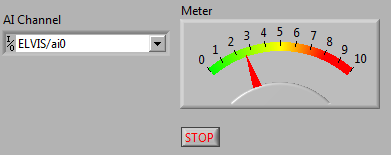 AI Channel
I/% ELVIS/ai0
Meter
0 1 2 3 4 5 6 7 8 9 10
STOP